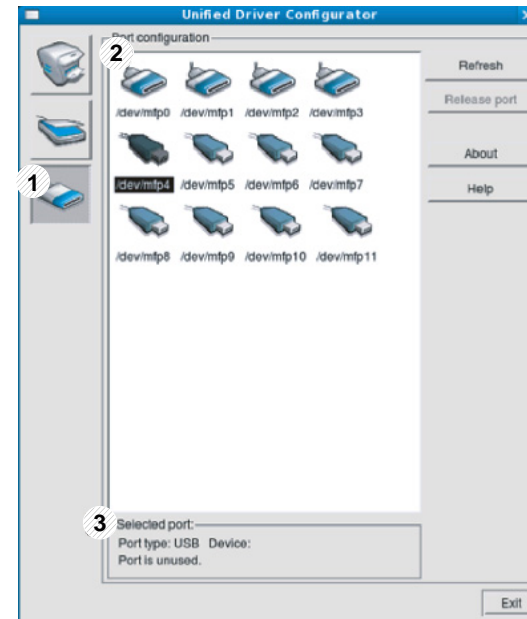 Unified Driver Configurator
Port configuration
/dev/mfp0 /dev/mfp1 /dev/mfp2 /dev/mfp3
/dev/mfp4 /dev/mfp5 /dev/mfp6 /dev/mfp7
/dev/mfp8 /dev/mfp9 /dev/mfp10 /dev/mfp11
Refresh
Release port
About
Help
1
2
3
Selected port:
Port type: USB Device:
Port is unused.
Exit